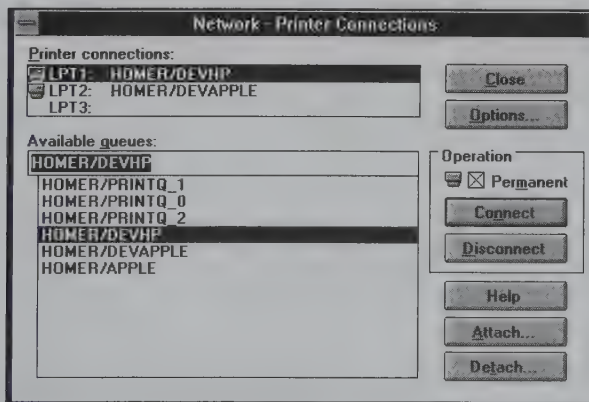 Network - Printer Connections
Printer connections:
LPT1: HOMER/DEVHP
LPT2: HOMER/DEVAPPLE
LPT3:
Close
Options...
Available queues:
HOMER/DEVHP
HOMER/PRINTQ_1
HOMER/PRINTQ_0
HOMER/PRINTQ_2
HOMER/DEVHP
HOMER/DEVAPPLE
HOMER/APPLE
Operation
Permanent
Connect
Disconnect
Help
Attach...
Detach...